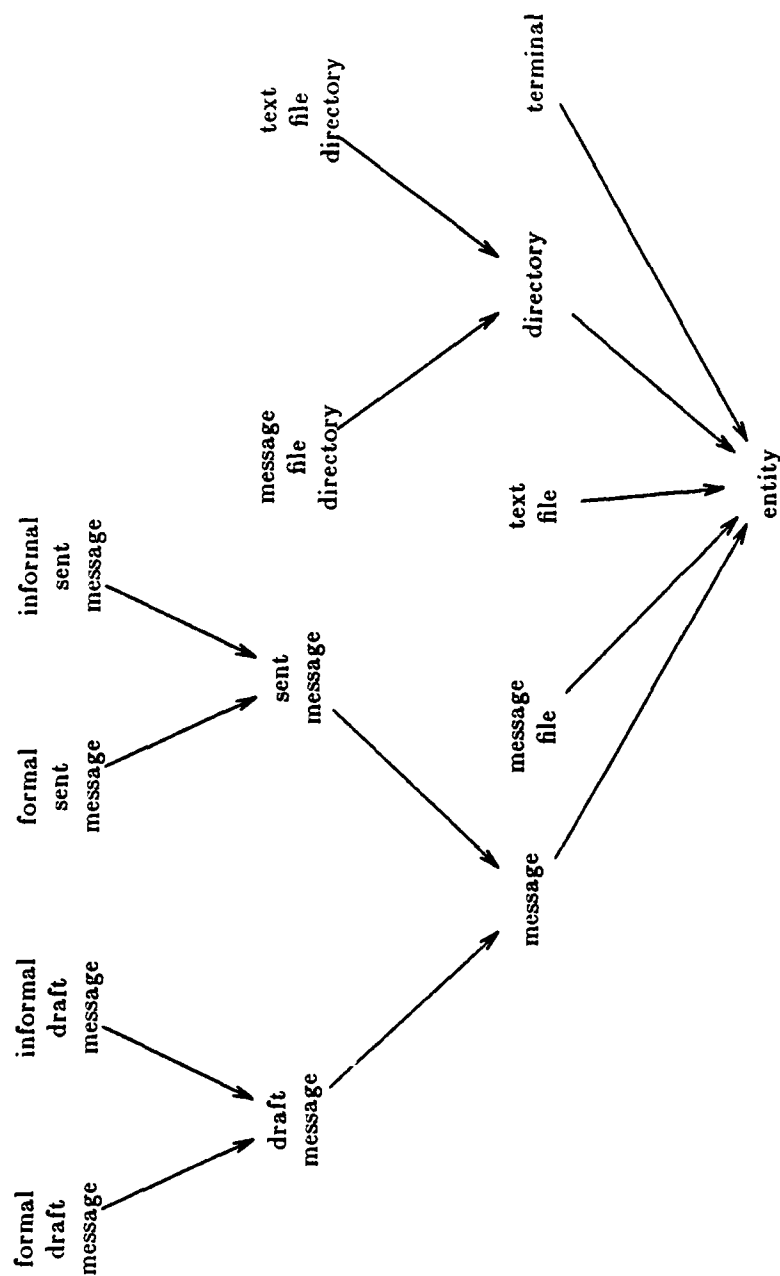 formal
draft
message
informal
draft
message
formal
sent
message
informal
sent
message
draft
message
sent
message
message
file
directory
text
file
directory
message
message
file
text
file
directory
terminal
entity